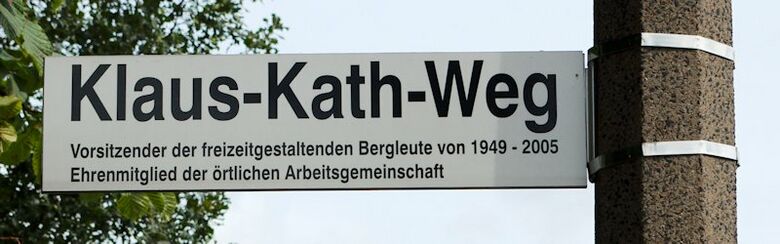 Klaus-Kath-Weg
Vorsitzender der freizeitgestaltenden Bergleute von 1949 - 2005
Ehrenmitglied der örtlichen Arbeitsgemeinschaft